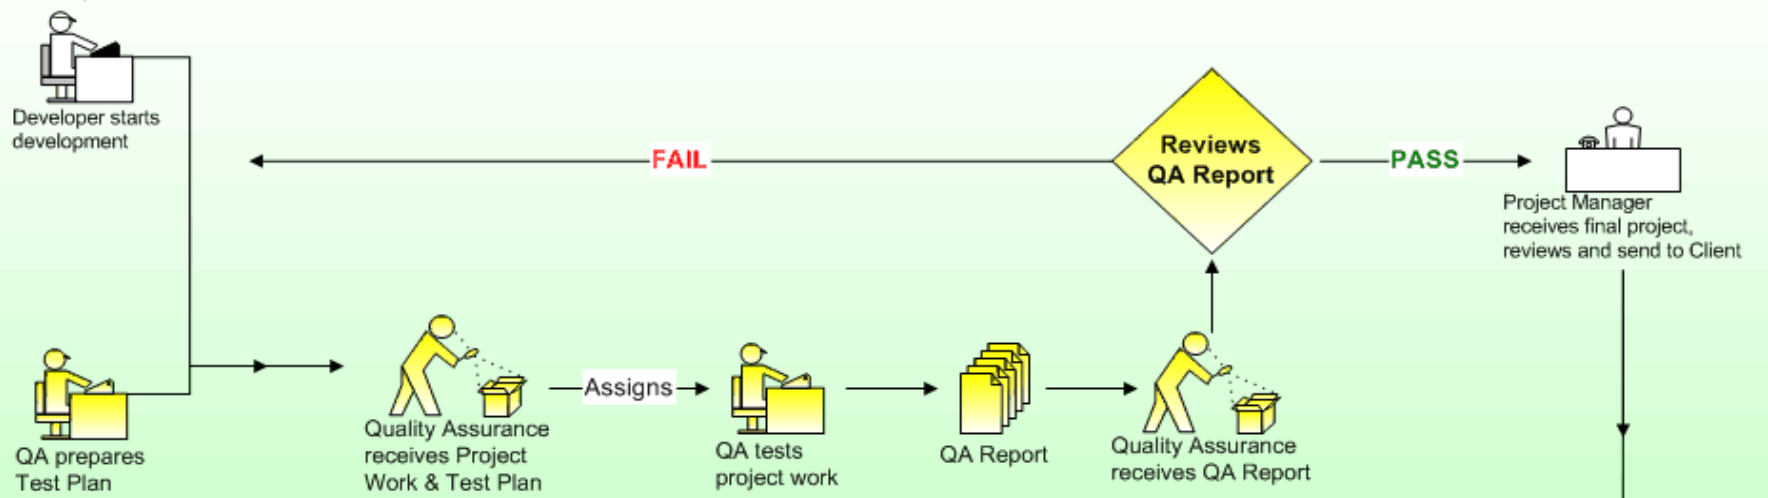 Developer starts
development
FAIL
Reviews
QA Report
PASS
Project Manager
receives final project,
reviews and send to Client
QA prepares
Test Plan
Quality Assurance
receives Project
Work & Test Plan
Assigns
QA tests
project work
QA Report
Quality Assurance
receives QA Report